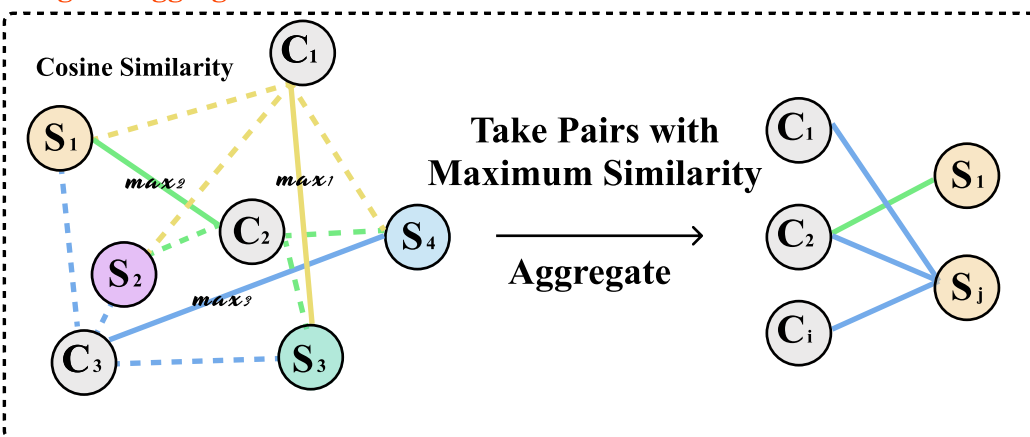 Cosine Similarity
C1
S1
max2
max1
C2
S4
S2
max3
C3
S3
Take Pairs with
Maximum Similarity
Aggregate
C1
S1
C2
Sj
Ci